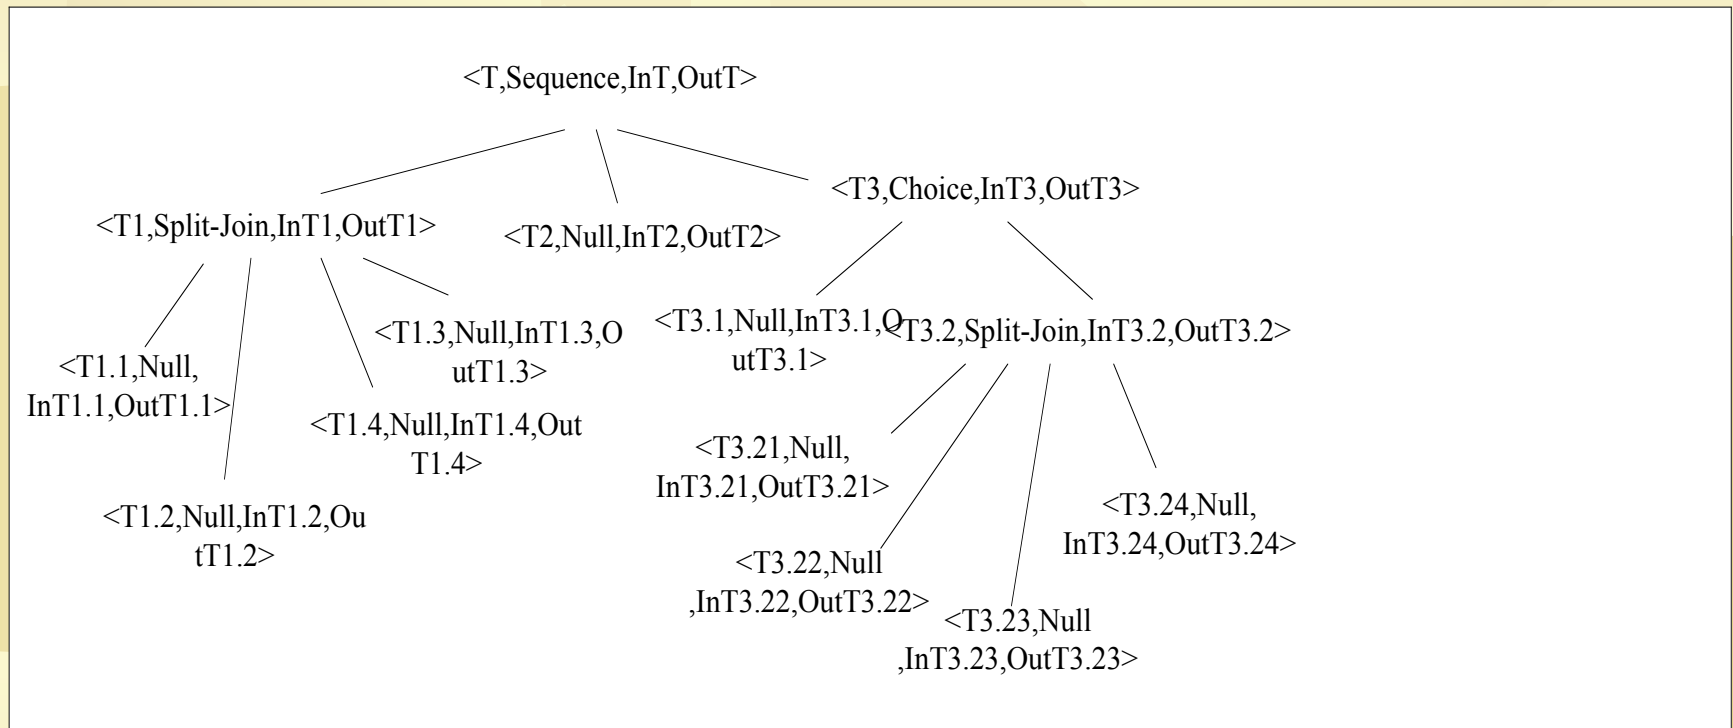 <T,Sequence,InT,OutT>
<T1,Split-Join,InT1,OutT1>
<T2,Null,InT2,OutT2>
<T3,Choice,InT3,OutT3>
<T1.1,Null,
InT1.1,OutT1.1>
<T1.2,Null,InT1.2,Ou
tT1.2>
<T1.4,Null,InT1.4,Out
T1.4>
<T1.3,Null,InT1.3,O
utT1.3>
<T3.1,Null,InT3.1,O
utT3.1>
<T3.2,Split-Join,InT3.2,OutT3.2>
<T3.21,Null,
InT3.21,OutT3.21>
<T3.22,Null
,InT3.22,OutT3.22>
<T3.23,Null
,InT3.23,OutT3.23>
<T3.24,Null,
InT3.24,OutT3.24>